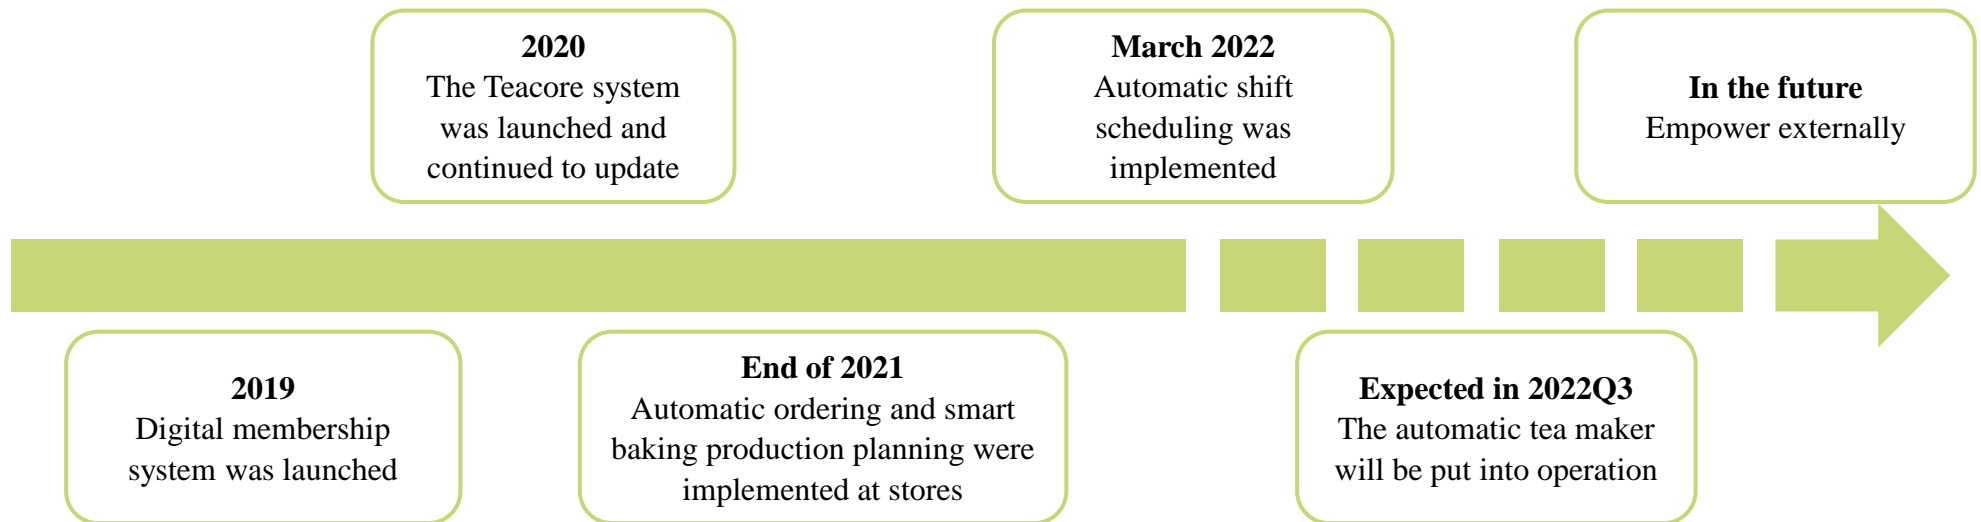 2020
The Teacore system
was launched and
continued to update
March 2022
Automatic shift
scheduling was
implemented
In the future
Empower externally
2019
Digital membership
system was launched
End of 2021
Automatic ordering and smart
baking production planning were
implemented at stores
Expected in 2022Q3
The automatic tea maker
will be put into operation